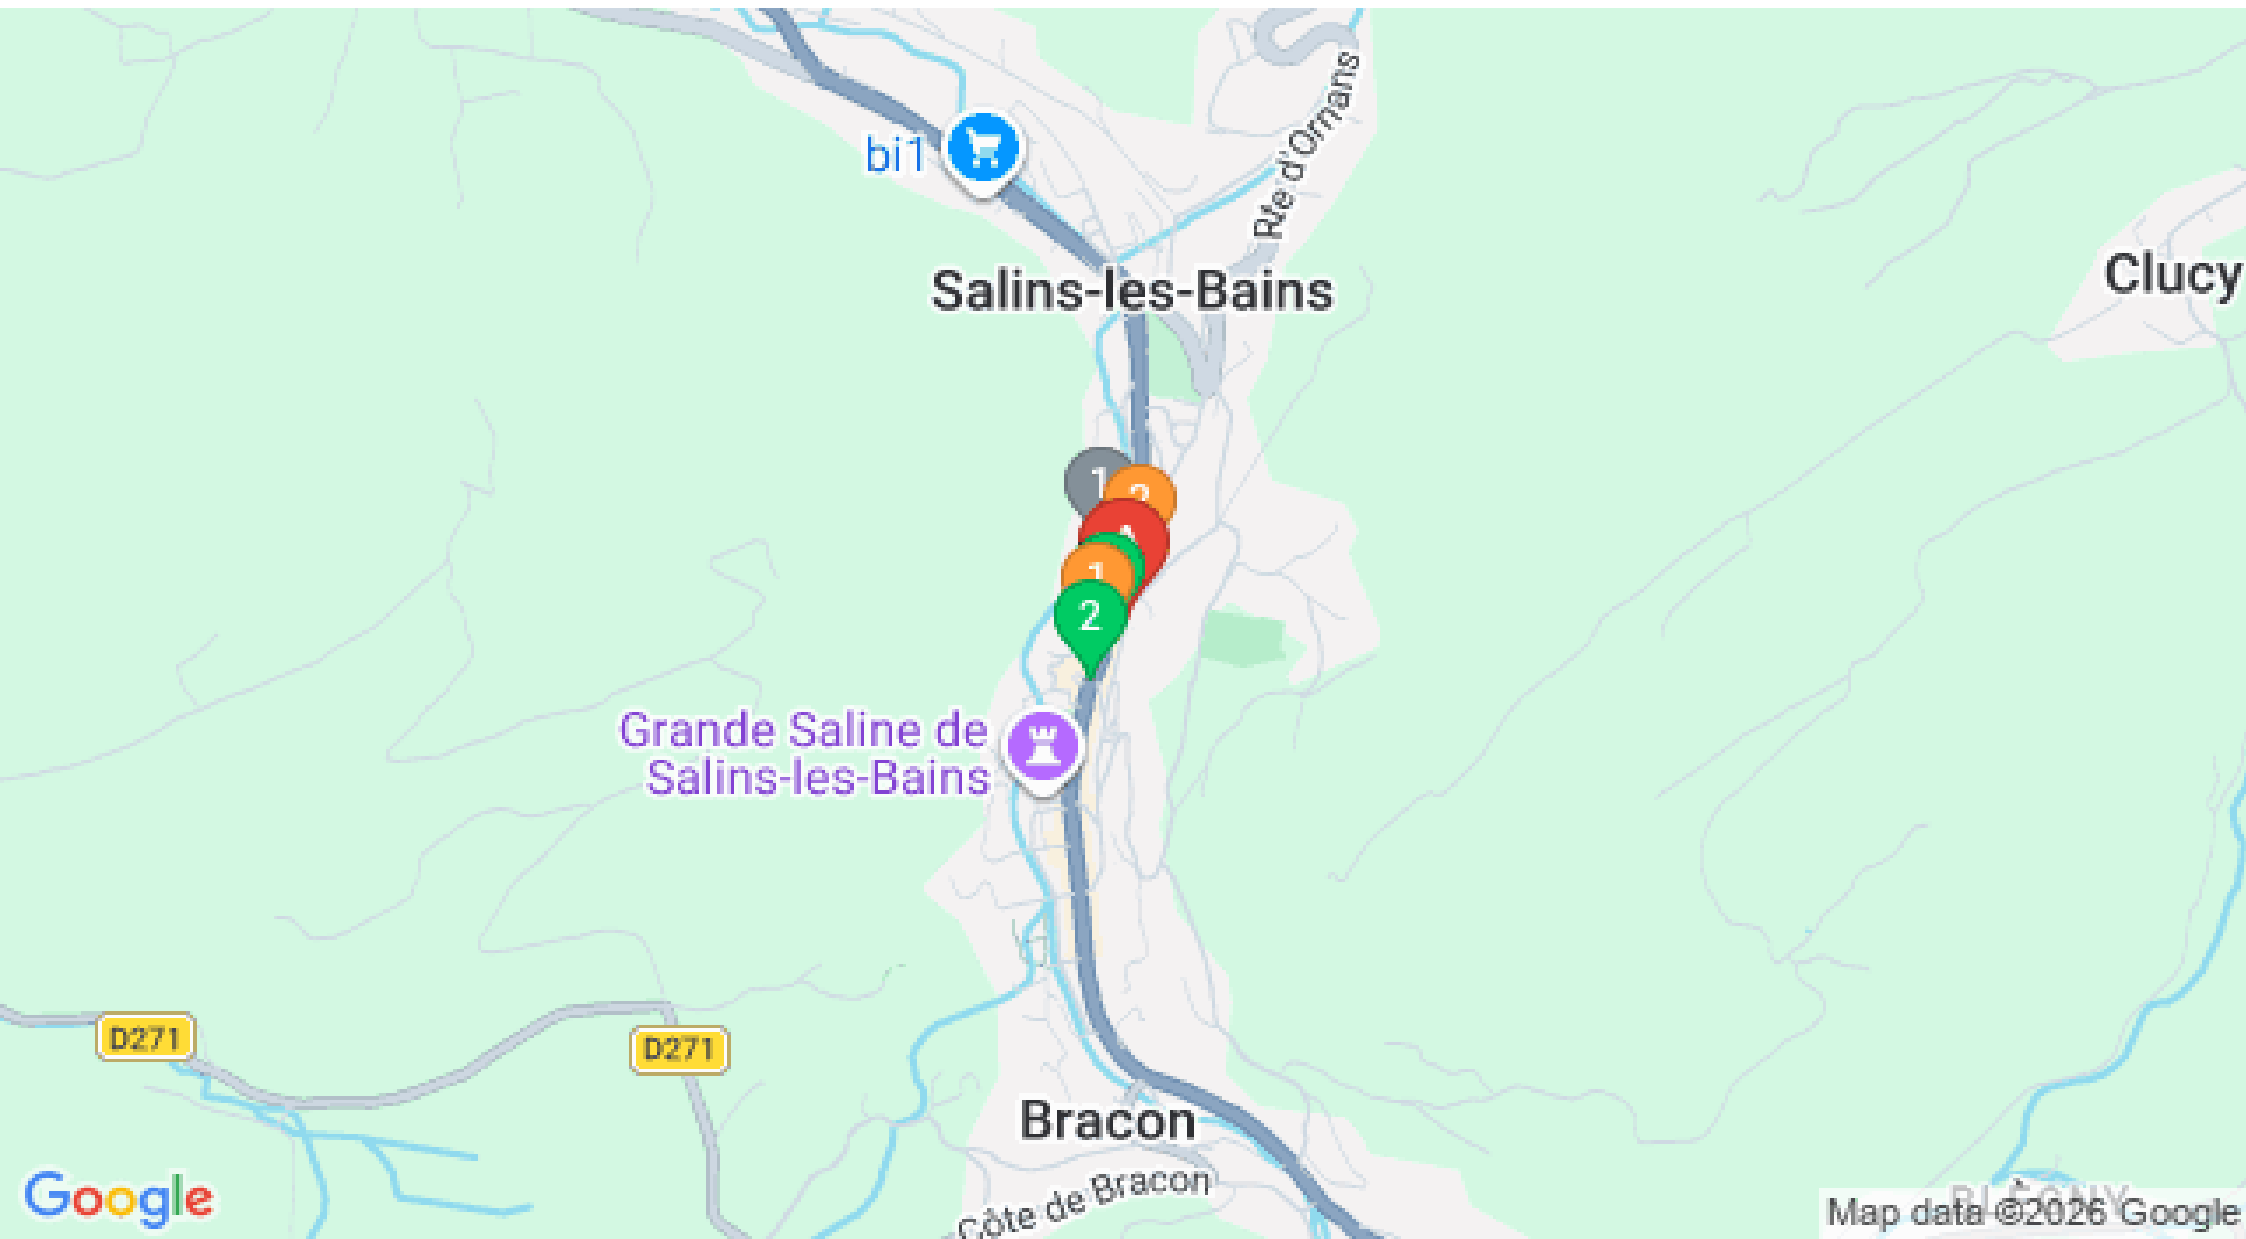 Rte d'Ornans
bi1
Salins-les-Bains
Clucy
1
2
1
2
Grande Saline de
Salins-les-Bains
D271
D271
Bracon
Côte de Bracon
Google
Map data ©2026 Google